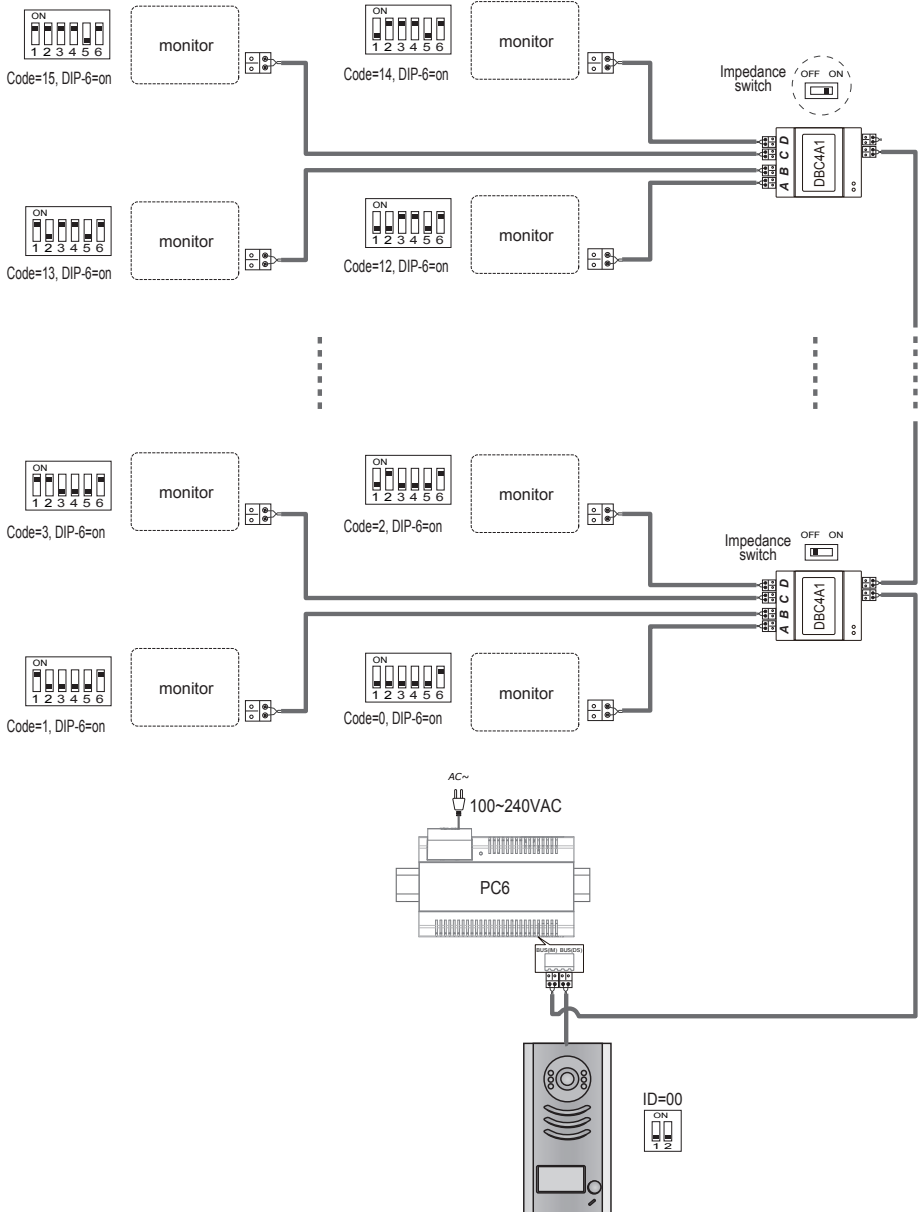 ON
1 2 3 4 5 6
Code=15, DIP-6=on
monitor
ON
1 2 3 4 5 6
Code=14, DIP-6=on
monitor
Impedance
switch
OFF ON
A B C D
DBC4A1
ON
1 2 3 4 5 6
Code=13, DIP-6=on
monitor
ON
1 2 3 4 5 6
Code=12, DIP-6=on
monitor
ON
1 2 3 4 5 6
Code=3, DIP-6=on
monitor
ON
1 2 3 4 5 6
Code=2, DIP-6=on
monitor
Impedance
switch
OFF ON
A B C D
DBC4A1
ON
1 2 3 4 5 6
Code=1, DIP-6=on
monitor
ON
1 2 3 4 5 6
Code=0, DIP-6=on
monitor
AC~
100~240VAC
PC6
BUS(IM) BUS(DS)
ID=00
ON
1 2